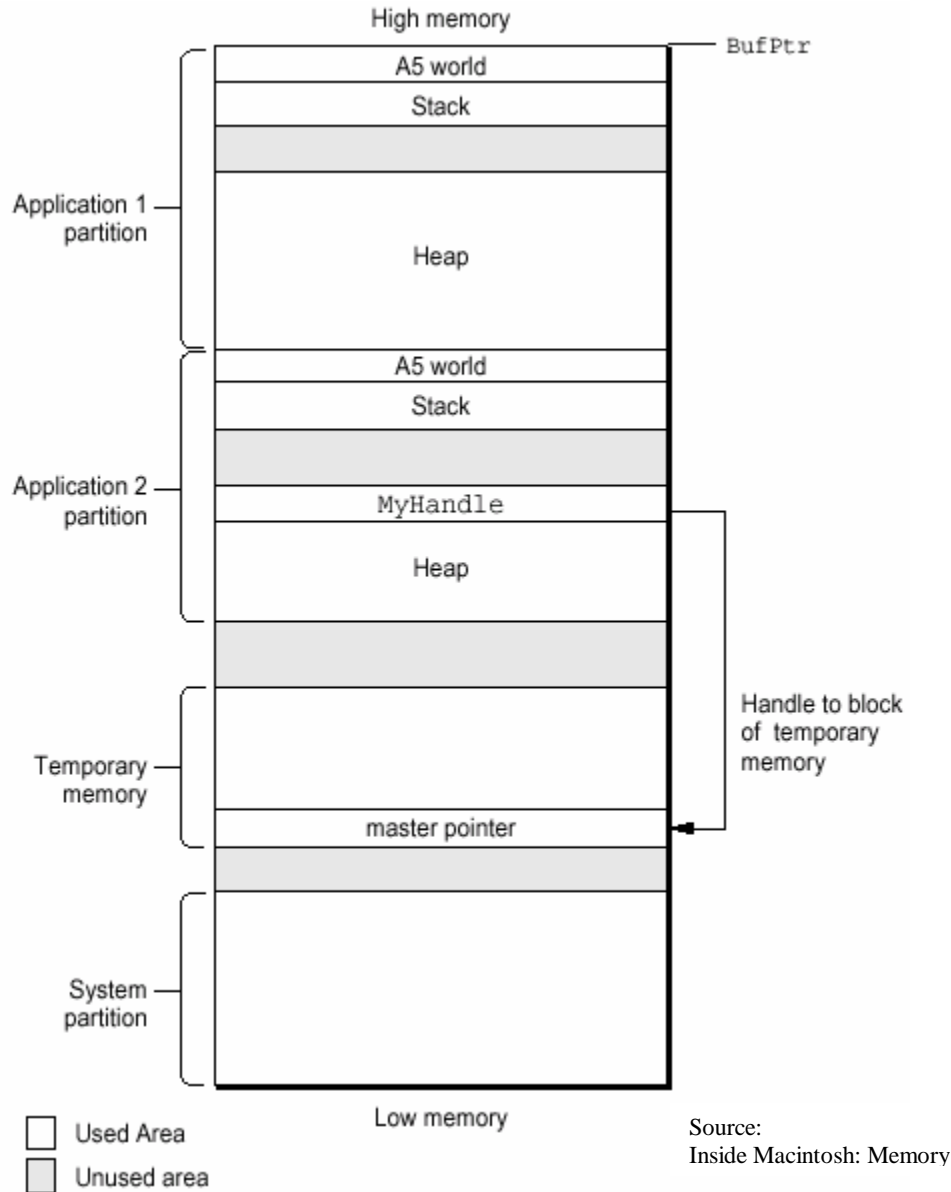 High memory
BufPtr
A5 world
Stack
Application 1
partition
Heap
A5 world
Stack
Application 2
partition
MyHandle
Heap
Handle to block
of temporary
memory
Temporary
memory
master pointer
System
partition
Low memory
Used Area
Unused area
Source:
Inside Macintosh: Memory